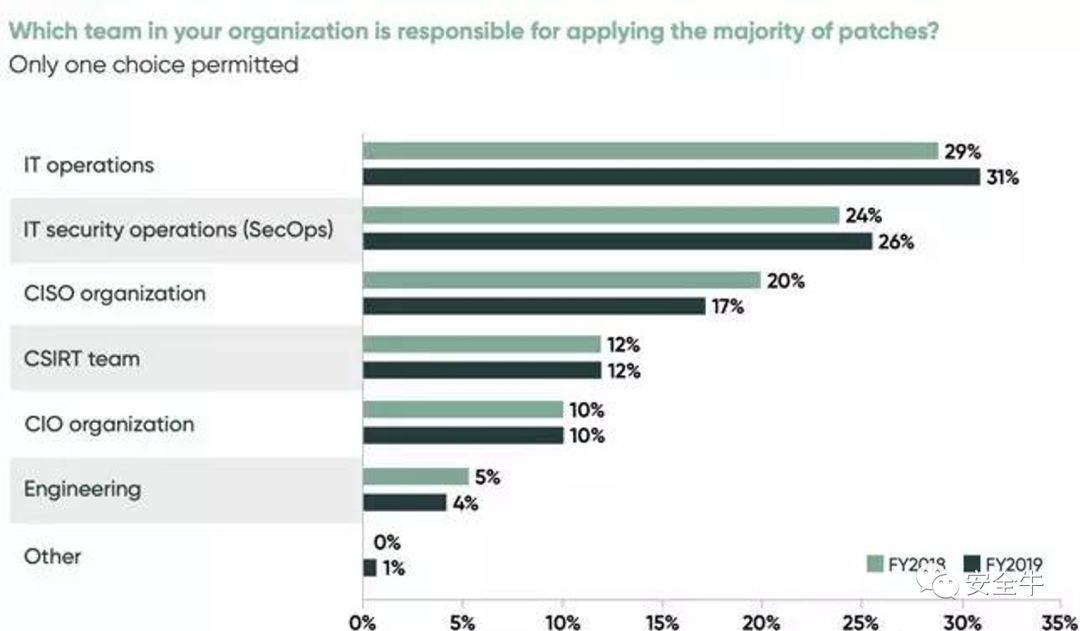 Which team in your organization is responsible for applying the majority of patches?
Only one choice permitted
IT operations
29%
31%
IT security operations (SecOps)
24%
26%
CISO organization
20%
17%
CSIRT team
12%
12%
CIO organization
10%
10%
Engineering
5%
4%
Other
0%
1%
FY2018 FY2019
安全牛
0% 5% 10% 15% 20% 25% 30% 35%